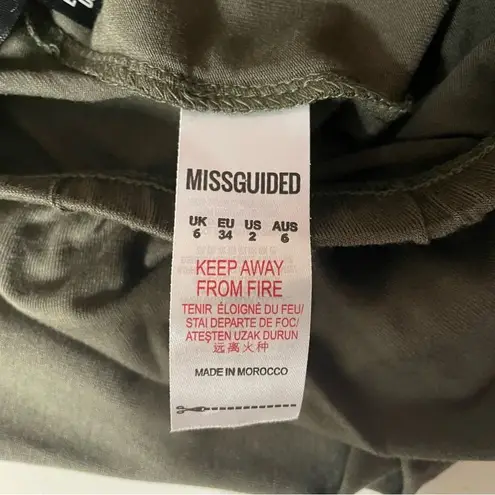 MISSGUIDED
UK EU US AUS
6 34 2 6
KEEP AWAY
FROM FIRE
TENIR ÉLOIGNÉ DU FEU/
STAI DEPARTE DE FOC/
ATEŞTEN UZAK DURUN
远离火种
MADE IN MOROCCO